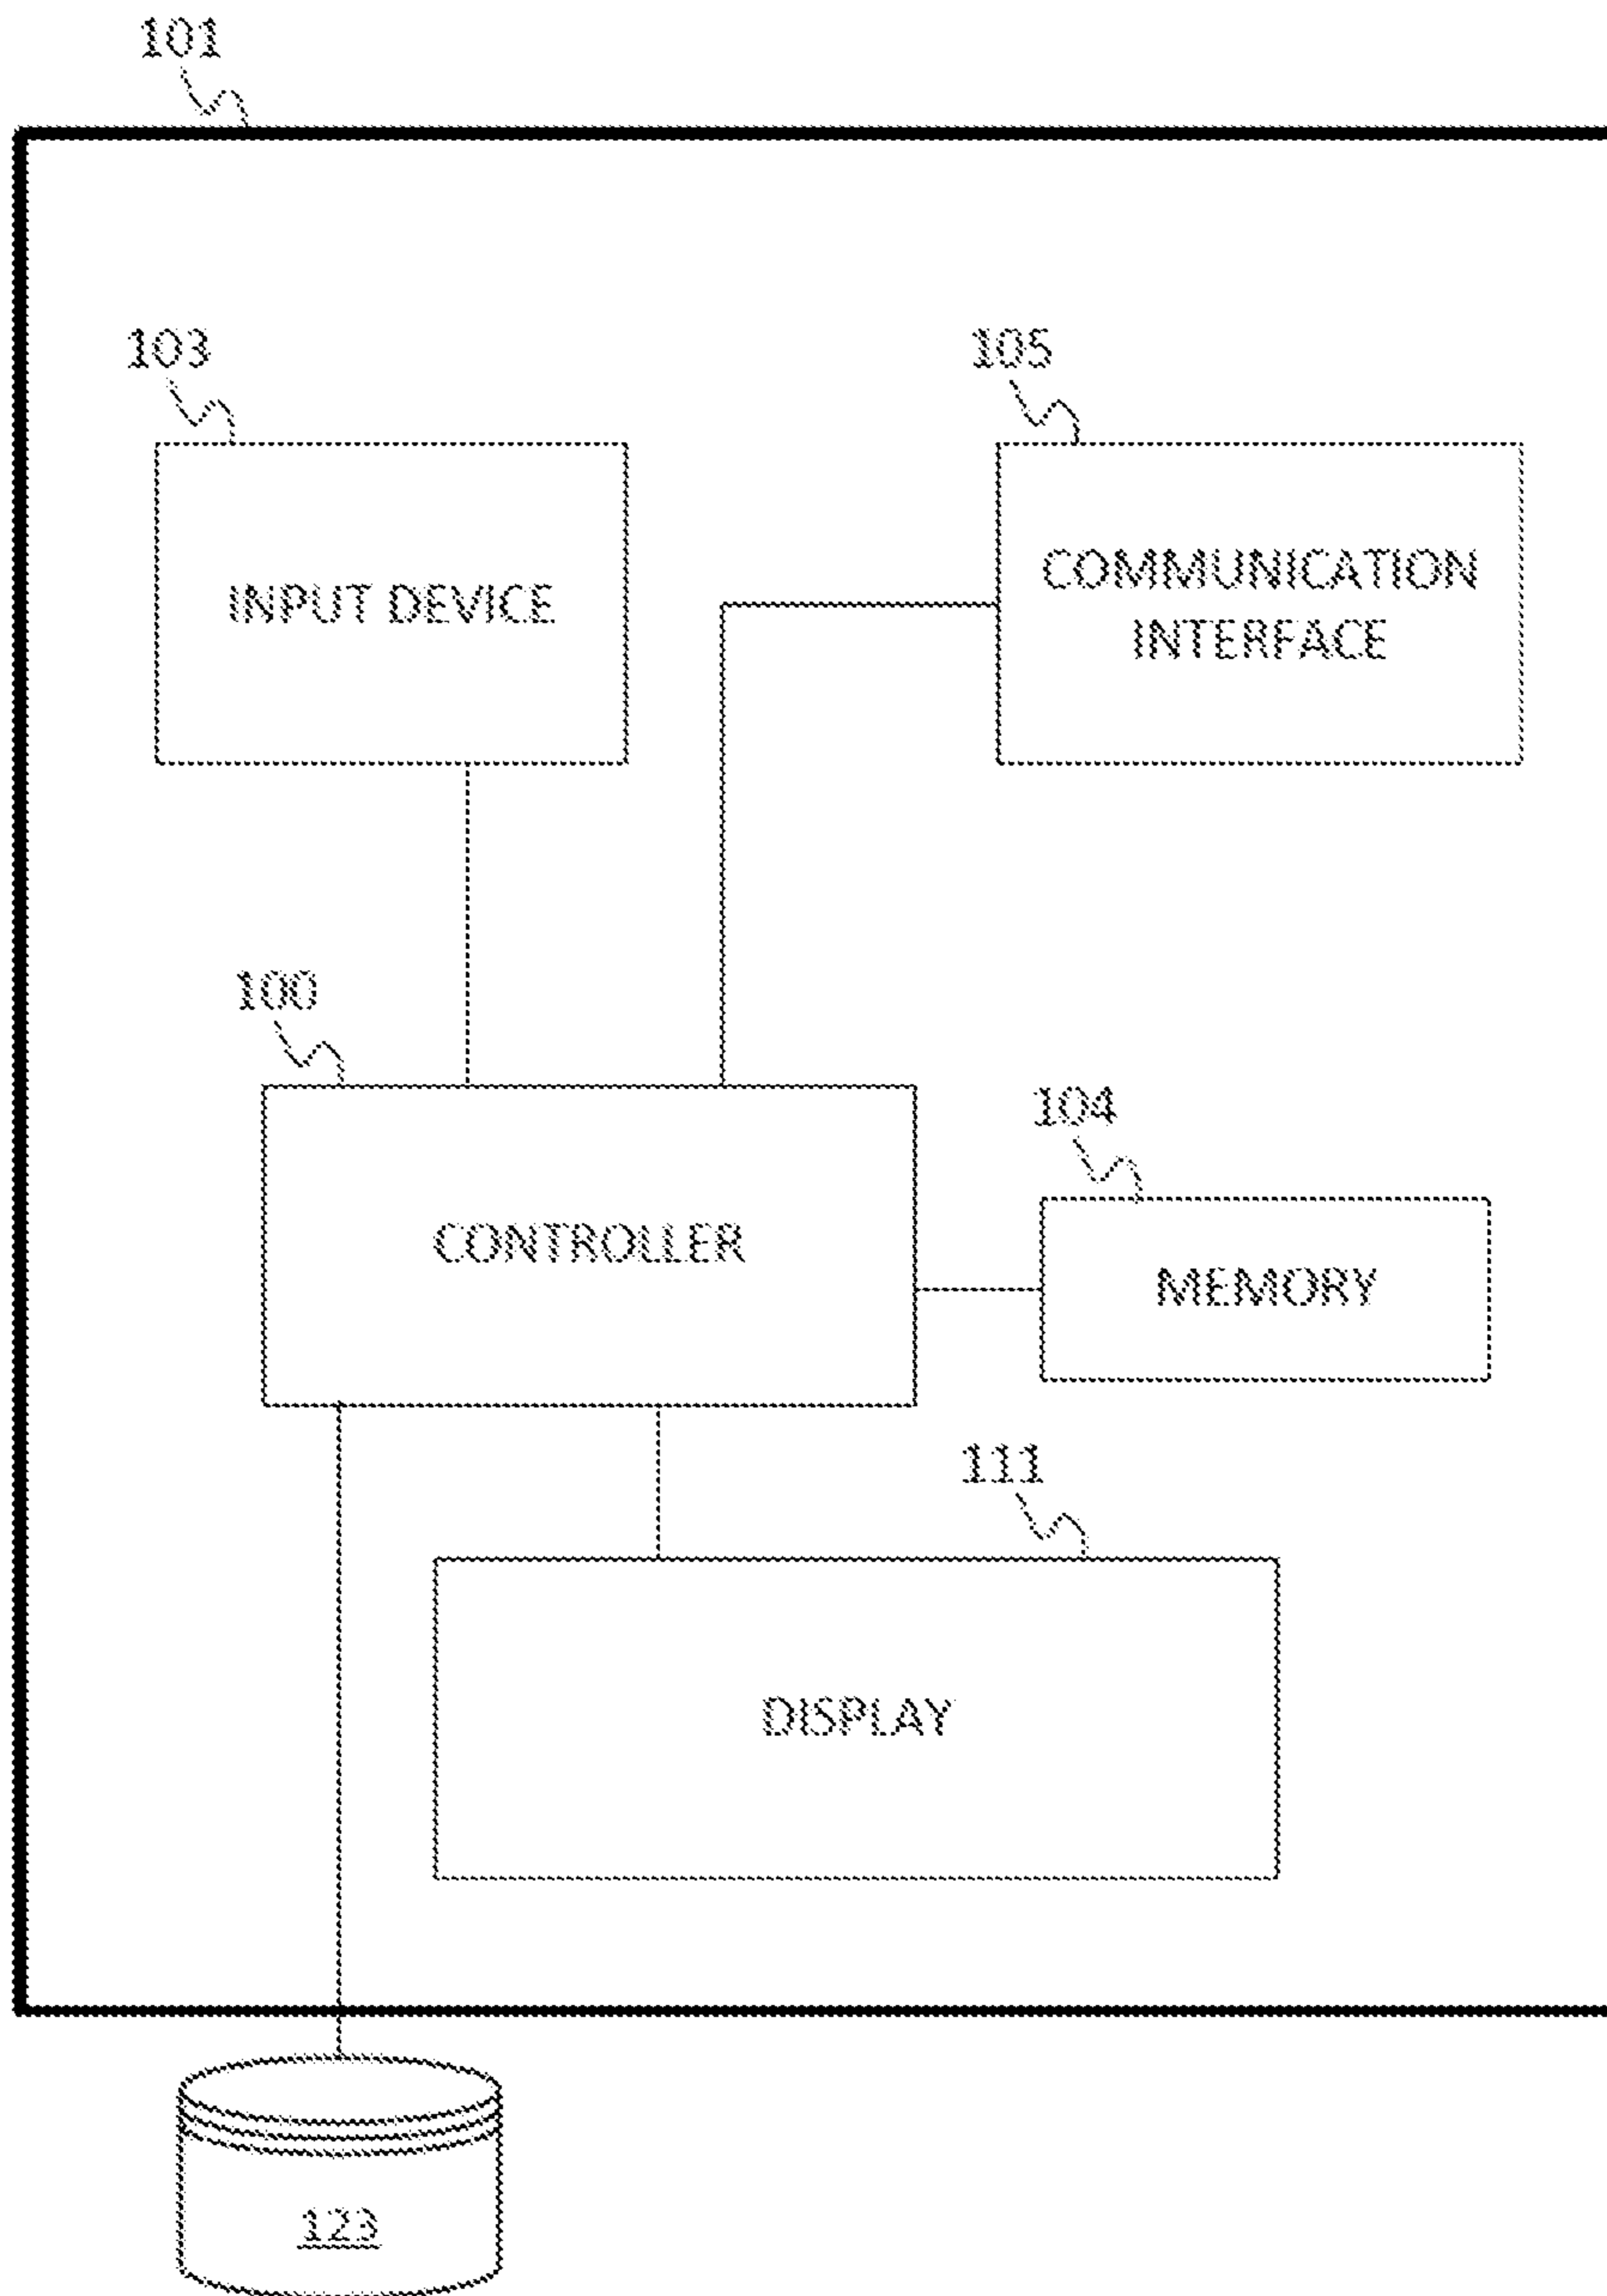 101
103
105
INPUT DEVICE
COMMUNICATION
INTERFACE
100
104
CONTROLLER
MEMORY
111
DISPLAY
123